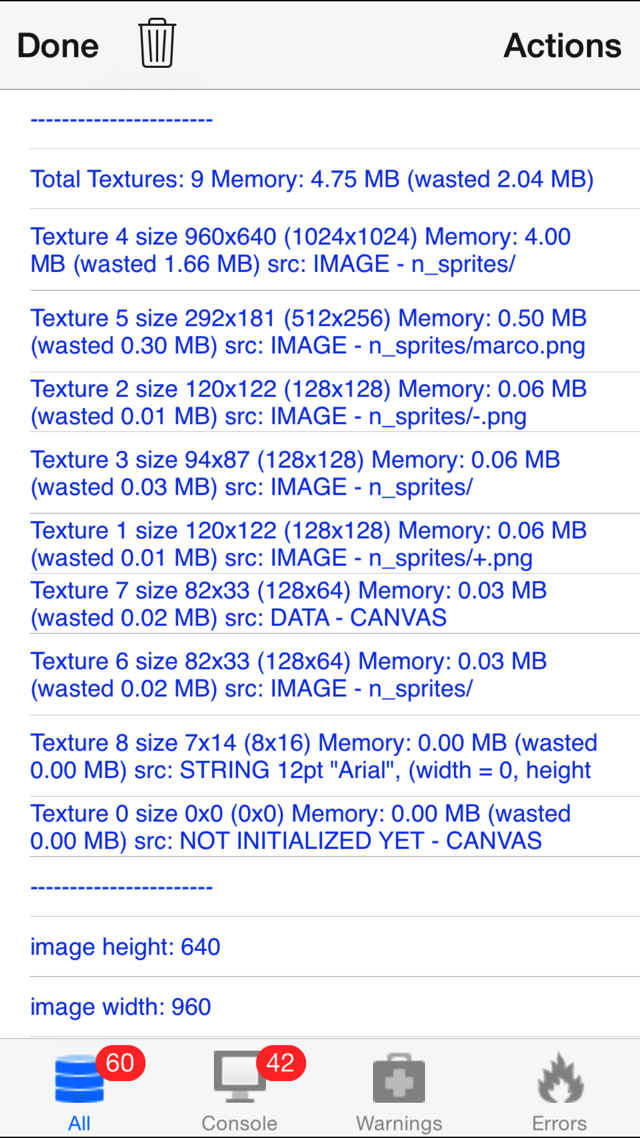 Done
Actions
------------------------
Total Textures: 9 Memory: 4.75 MB (wasted 2.04 MB)
Texture 4 size 960x640 (1024x1024) Memory: 4.00
MB (wasted 1.66 MB) src: IMAGE - n_sprites/
Texture 5 size 292x181 (512x256) Memory: 0.50 MB
(wasted 0.30 MB) src: IMAGE - n_sprites/marco.png
Texture 2 size 120x122 (128x128) Memory: 0.06 MB
(wasted 0.01 MB) src: IMAGE - n_sprites/-.png
Texture 3 size 94x87 (128x128) Memory: 0.06 MB
(wasted 0.03 MB) src: IMAGE - n_sprites/
Texture 1 size 120x122 (128x128) Memory: 0.06 MB
(wasted 0.01 MB) src: IMAGE - n_sprites/+.png
Texture 7 size 82x33 (128x64) Memory: 0.03 MB
(wasted 0.02 MB) src: DATA - CANVAS
Texture 6 size 82x33 (128x64) Memory: 0.03 MB
(wasted 0.02 MB) src: IMAGE - n_sprites/
Texture 8 size 7x14 (8x16) Memory: 0.00 MB (wasted
0.00 MB) src: STRING 12pt "Arial", (width = 0, height
Texture 0 size 0x0 (0x0) Memory: 0.00 MB (wasted
0.00 MB) src: NOT INITIALIZED YET - CANVAS
------------------------
image height: 640
image width: 960
60
42
All
Console
Warnings
Errors